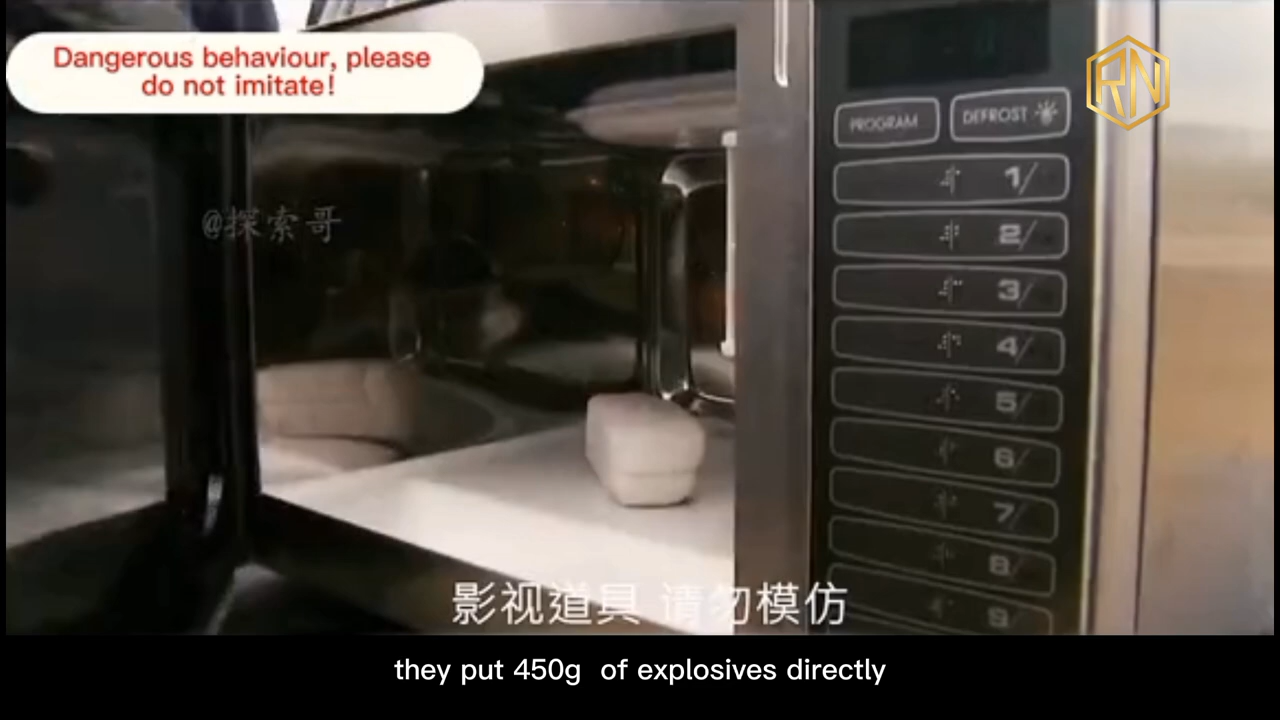 Dangerous behaviour, please
do not imitate!
RN
PROGRAM
DEFROST
1/
2/
3/
4/
5/
6/
7/
8/
9/
@探索哥
影视道具 请勿模仿
they put 450g of explosives directly